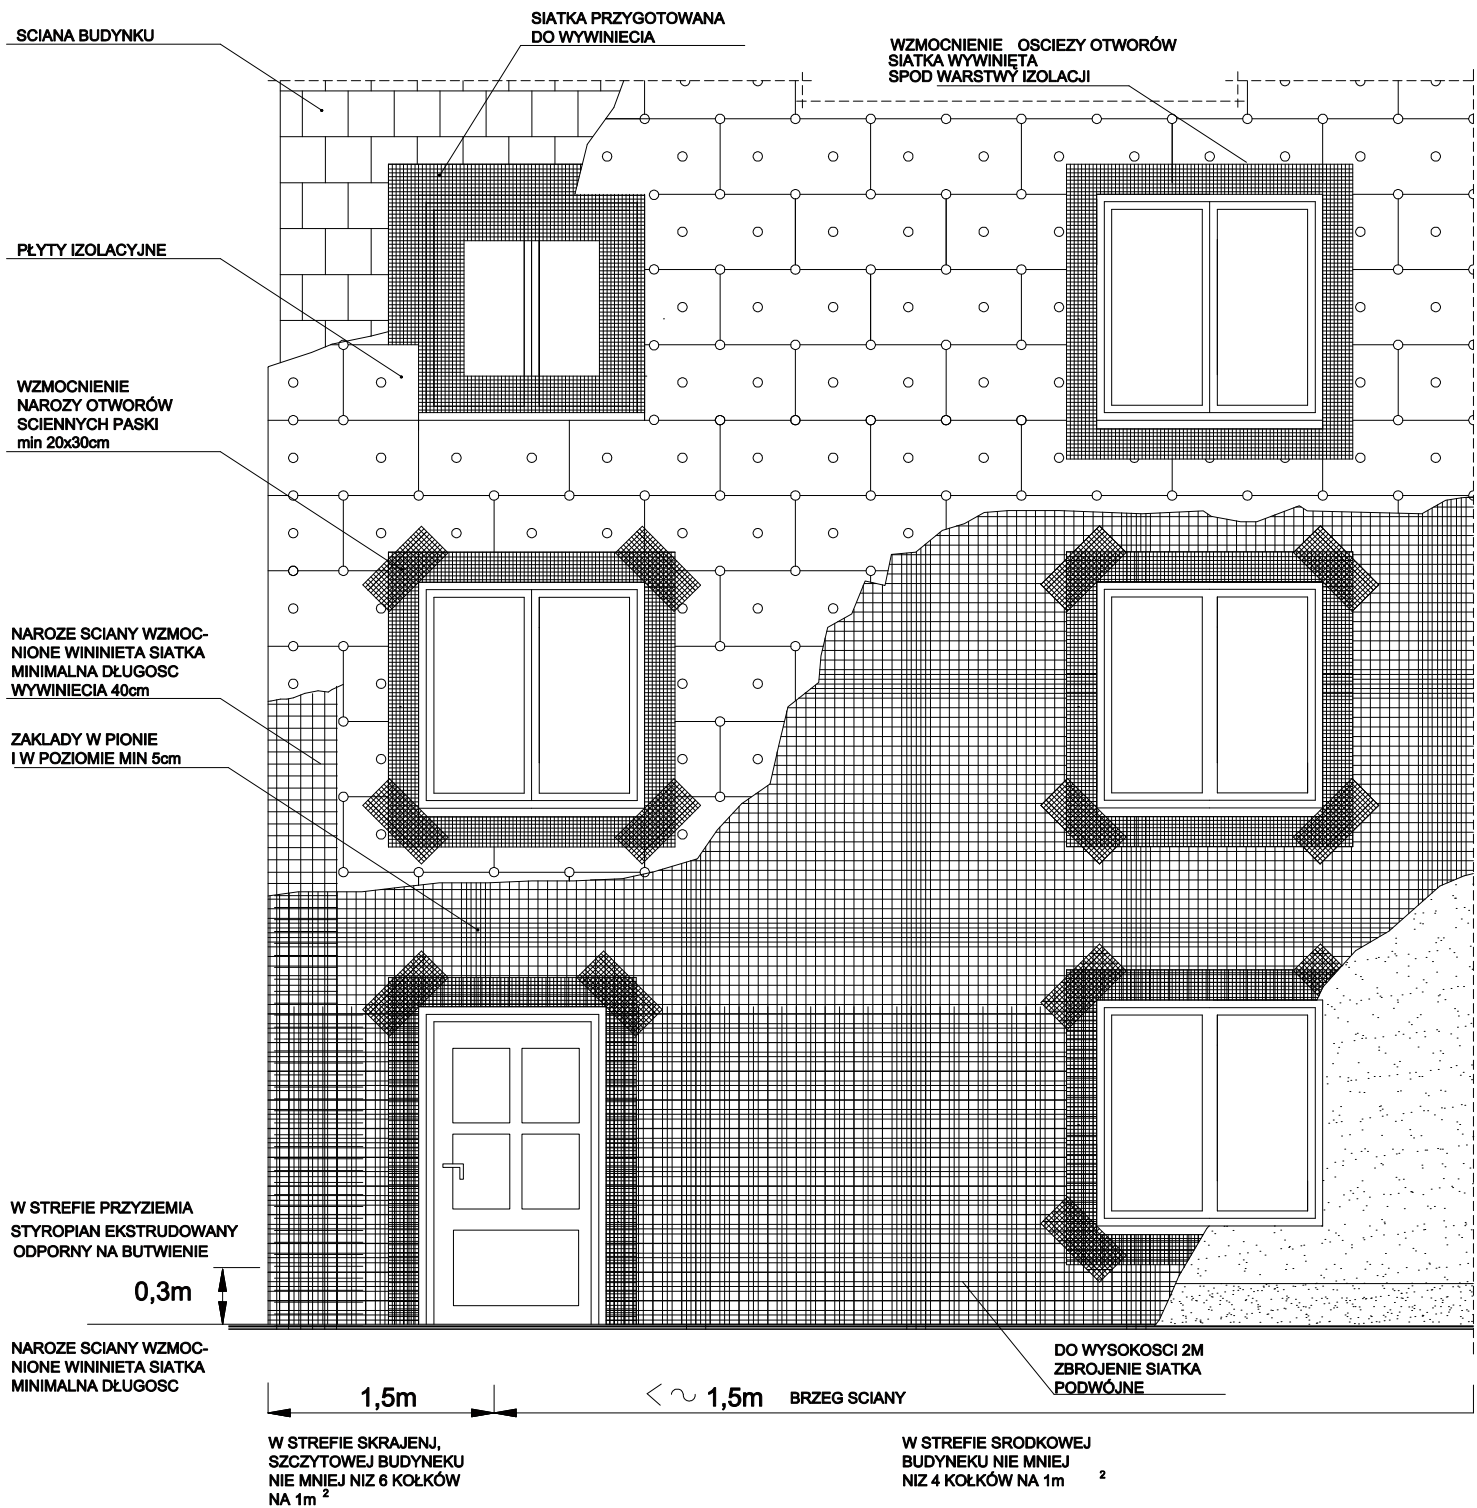 SIATKA PRZYGOTOWANA
DO WYWINIECIA
SCIANA BUDYNKU
WZMOCNIENIE OSCIEZY OTWORÓW
SIATKA WYWINIĘTA
SPOD WARSTWY IZOLACJI
PŁYTY IZOLACYJNE
WZMOCNIENIE
NAROZY OTWORÓW
SCIENNYCH PASKI
min 20x30cm
NAROZE SCIANY WZMOC-
NIONE WININIETA SIATKA
MINIMALNA DŁUGOSC
WYWINIECIA 40cm
ZAKLADY W PIONIE
I W POZIOMIE MIN 5cm
W STREFIE PRZYZIEMIA
STYROPIAN EKSTRUDOWANY
ODPORNY NA BUTWIENIE
0,3m
NAROZE SCIANY WZMOC-
NIONE WININIETA SIATKA
MINIMALNA DŁUGOSC
DO WYSOKOSCI 2M
ZBROJENIE SIATKA
PODWÓJNE
1,5m
< ~ 1,5m BRZEG SCIANY
W STREFIE SKRAJENJ,
SZCZYTOWEJ BUDYNEKU
NIE MNIEJ NIZ 6 KOŁKÓW
NA 1m ²
W STREFIE SRODKOWEJ
BUDYNEKU NIE MNIEJ
NIZ 4 KOŁKÓW NA 1m ²